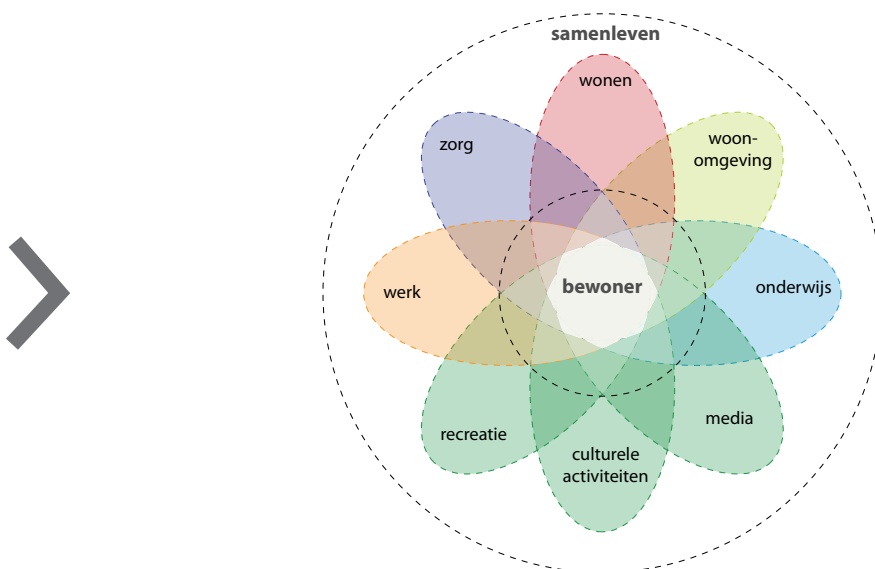 samenleven
wonen
zorg
woon-
omgeving
werk
bewoner
onderwijs
recreatie
culturele
activiteiten
media